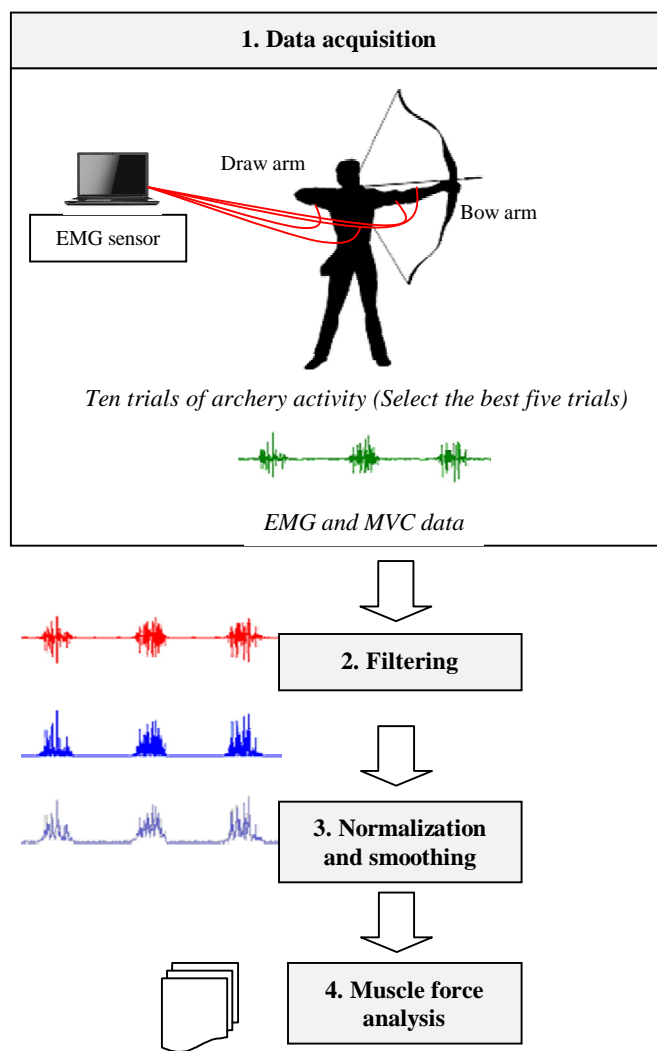 1. Data acquisition
Draw arm
Bow arm
EMG sensor
Ten trials of archery activity (Select the best five trials)
EMG and MVC data
2. Filtering
3. Normalization
and smoothing
4. Muscle force
analysis